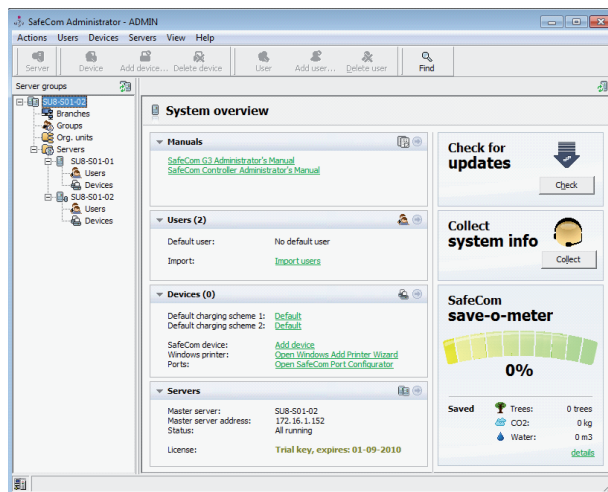 SafeCom Administrator - ADMIN
Actions Users Devices Servers View Help
Server Device Add device... Delete device User Add user... Delete user Find
Server groups
SU8-S01-02
Branches
Groups
Org. units
Servers
SU8-S01-01
Users
Devices
SU8-S01-02
Users
Devices
System overview
Manuals
SafeCom G3 Administrator's Manual
SafeCom Controller Administrator's Manual
Users (2)
Default user: No default user
Import: Import users
Devices (0)
Default charging scheme 1: Default
Default charging scheme 2: Default
SafeCom device: Add device
Windows printer: Open Windows Add Printer Wizard
Ports: Open SafeCom Port Configurator
Servers
Master server: SU8-S01-02
Master server address: 172.16.1.152
Status: All running
License: Trial key, expires: 01-09-2010
Check for
updates
Check
Collect
system info
Collect
SafeCom
save-o-meter
0%
Saved Trees: 0 trees
CO2: 0 kg
Water: 0 m3
details